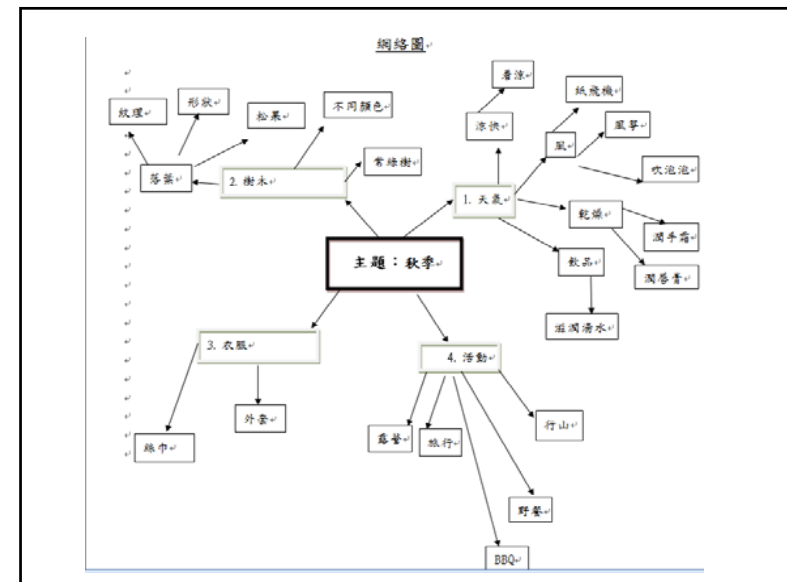 網絡圖
着涼
紙飛機
紋理
形狀
松果
不同顏色
涼快
風
風箏
常綠樹
吹泡泡
落葉
2. 樹木
1. 天氣
乾燥
潤手霜
主題：秋季
飲品
潤唇膏
滋潤湯水
3. 衣服
4. 活動
外套
行山
絲巾
露營
旅行
野餐
BBQ